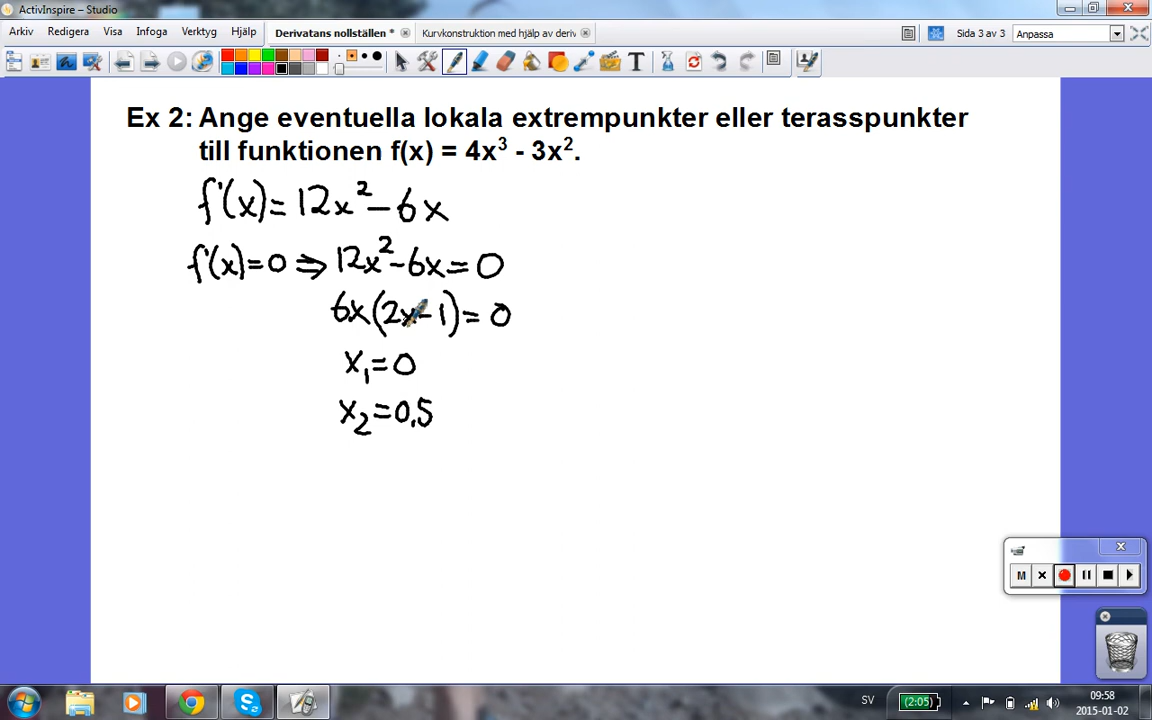 ActivInspire – Studio
Arkiv Redigera Visa Infoga Verktyg Hjälp
Derivatans nollställen *
Kurvkonstruktion med hjälp av deriv
Sida 3 av 3
Anpassa
Ex 2: Ange eventuella lokala extrempunkter eller terasspunkter
till funktionen f(x) = 4x³ - 3x².
f'(x) = 12x² − 6x
f'(x) = 0 ⇒ 12x² − 6x = 0
6x(2x − 1) = 0
x₁ = 0
x₂ = 0,5
M
SV
(2:05)
09:58
2015-01-02